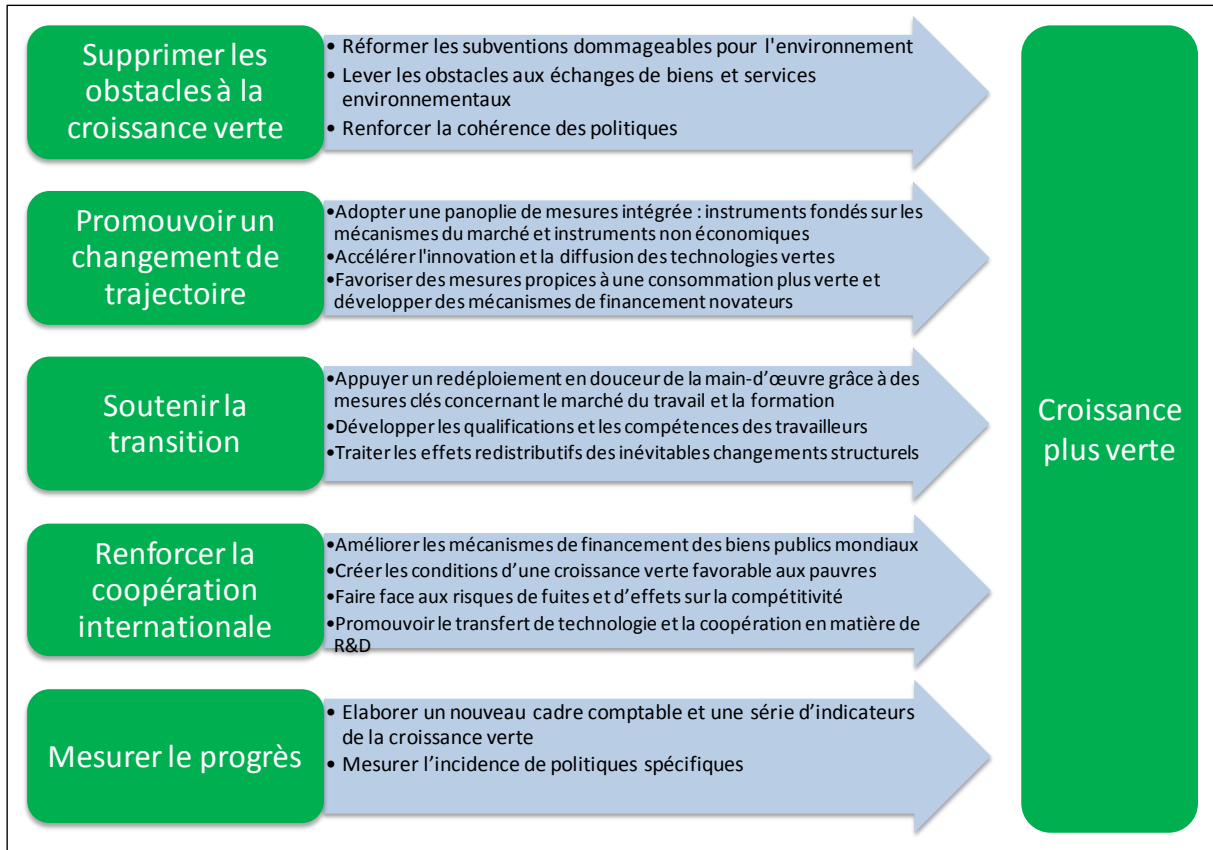 Supprimer les
obstacles à la
croissance verte
• Réformer les subventions dommageables pour l'environnement
• Lever les obstacles aux échanges de biens et services
environnementaux
• Renforcer la cohérence des politiques
Promouvoir un
changement de
trajectoire
•Adopter une panoplie de mesures intégrée : instruments fondés sur les
mécanismes du marché et instruments non économiques
•Accélérer l'innovation et la diffusion des technologies vertes
•Favoriser des mesures propices à une consommation plus verte et
développer des mécanismes de financement novateurs
Soutenir la
transition
•Appuyer un redéploiement en douceur de la main-d’œuvre grâce à des
mesures clés concernant le marché du travail et la formation
•Développer les qualifications et les compétences des travailleurs
•Traiter les effets redistributifs des inévitables changements structurels
Renforcer la
coopération
internationale
•Améliorer les mécanismes de financement des biens publics mondiaux
•Créer les conditions d’une croissance verte favorable aux pauvres
•Faire face aux risques de fuites et d’effets sur la compétitivité
•Promouvoir le transfert de technologie et la coopération en matière de
R&D
Mesurer le progrès
• Elaborer un nouveau cadre comptable et une série d’indicateurs
de la croissance verte
• Mesurer l’incidence de politiques spécifiques
Croissance
plus verte